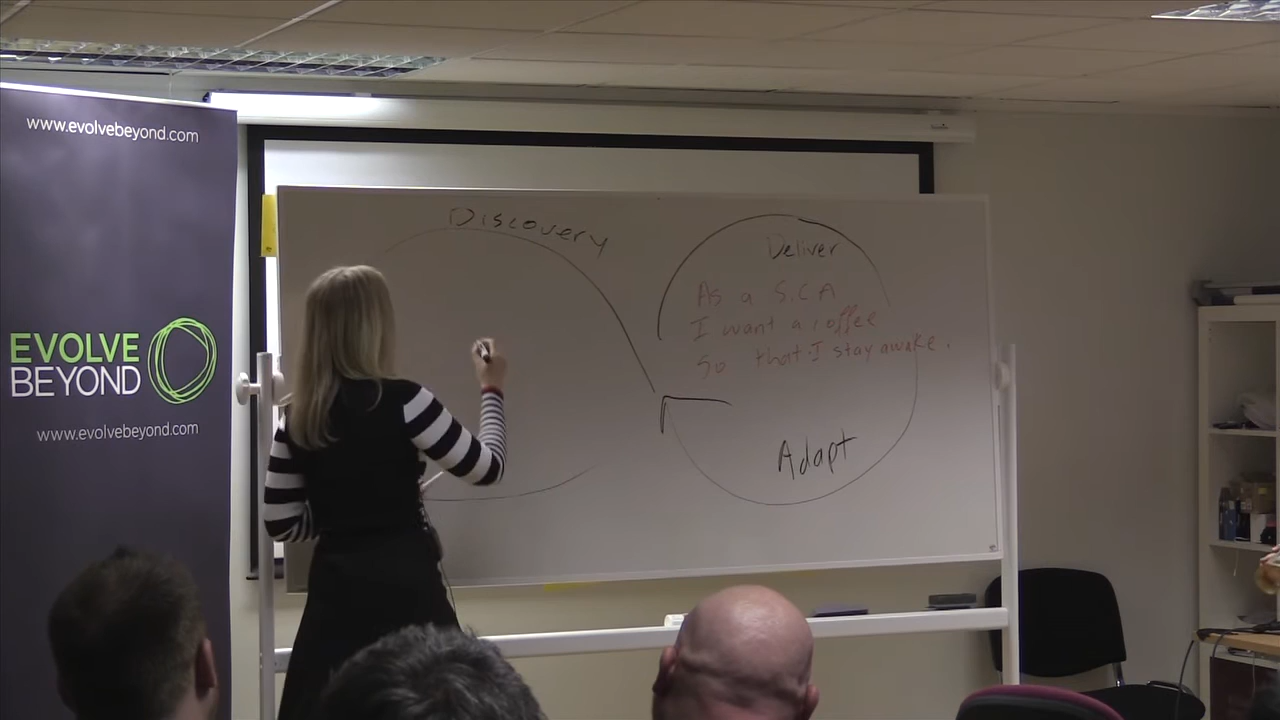 www.evolvebeyond.com
EVOLVE
BEYOND
www.evolvebeyond.com
Discovery
Deliver
As a S.C.A
I want a coffee
So that I stay awake.
Adapt